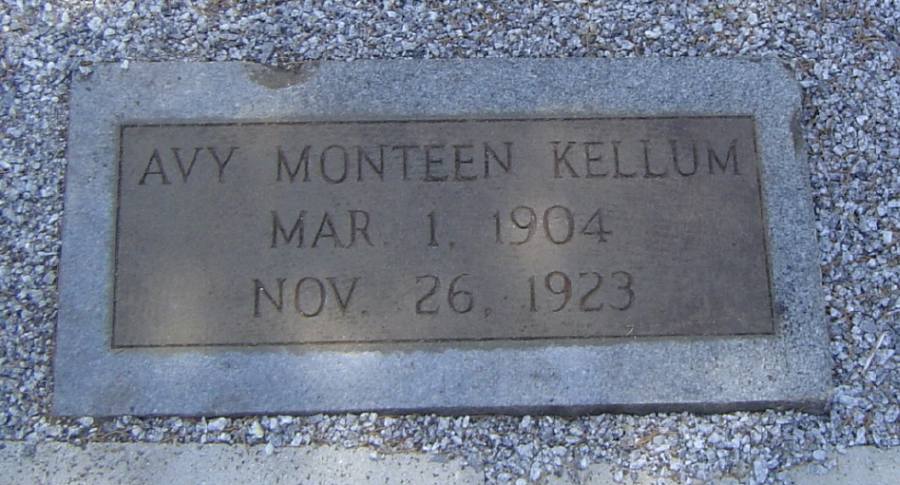 AVY MONTEEN KELLUM
MAR. 1, 1904
NOV. 26, 1923